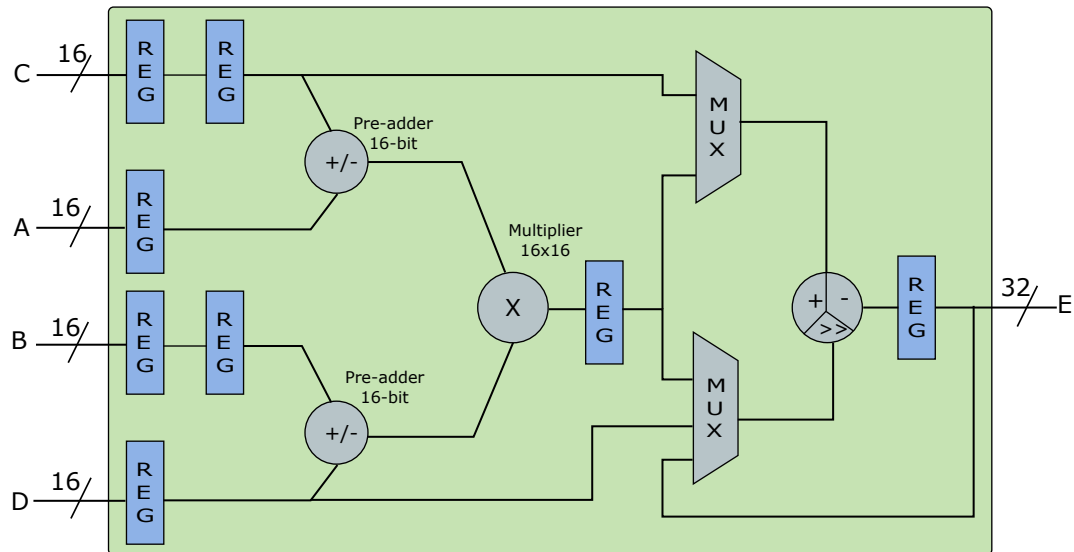 C
16
REG
REG
Pre-adder
16-bit
+/-
MUX
A
16
REG
Multiplier
16x16
X
REG
+ -
>>
REG
32
E
B
16
REG
REG
Pre-adder
16-bit
+/-
MUX
D
16
REG